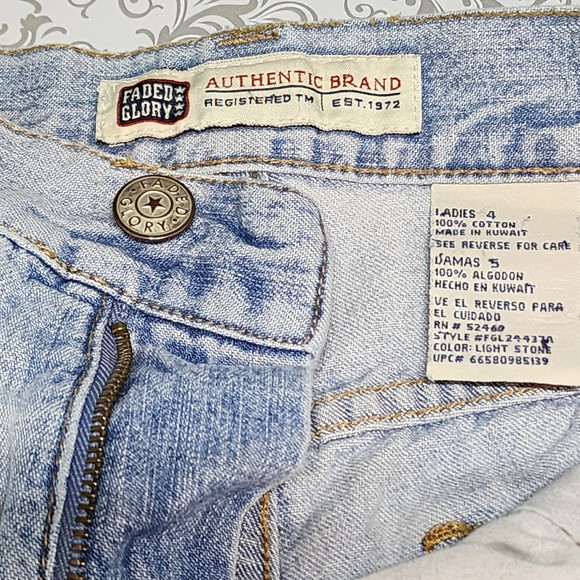 FADED
GLORY
AUTHENTIC BRAND
REGISTERED TM | EST. 1972
FADED
GLORY
LADIES 4
100% COTTON
MADE IN KUWAIT
SEE REVERSE FOR CARE
DAMAS 5
100% ALGODON
HECHO EN KUWAIT
VE EL REVERSO PARA
EL CUIDADO
RN # 52469
STYLE #FGL24437A
COLOR: LIGHT STONE
UPC# 66580985139